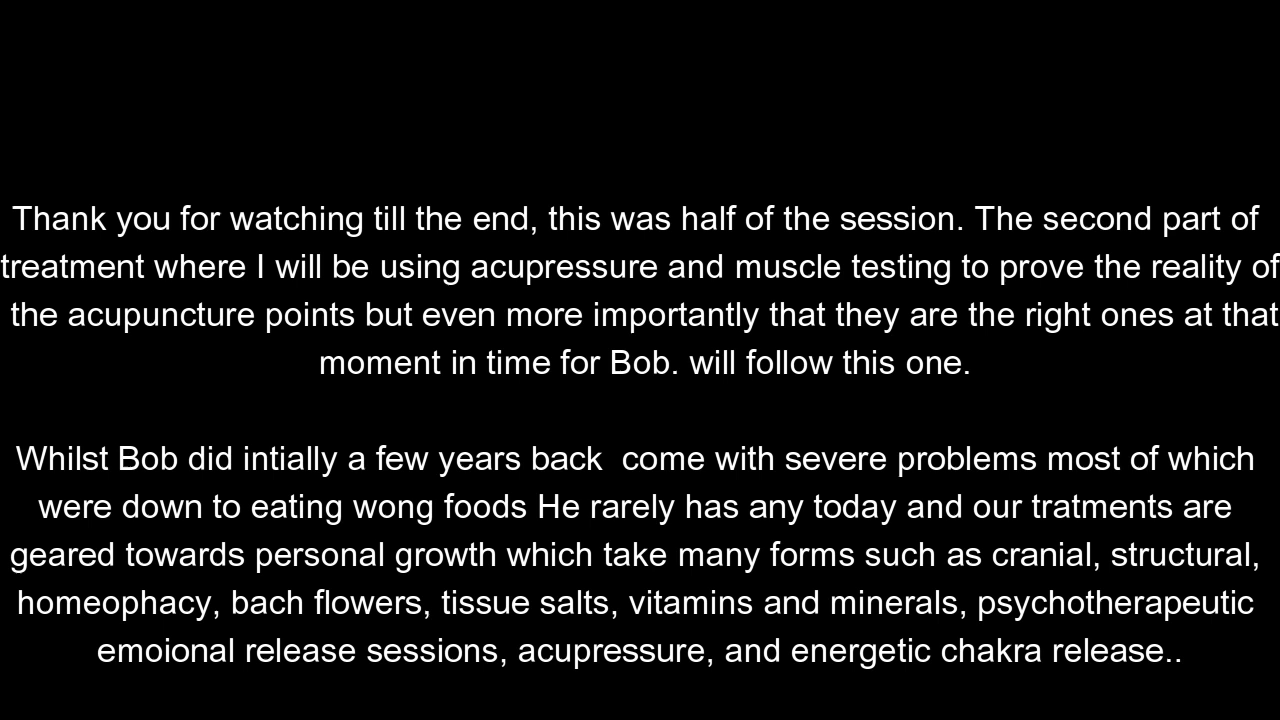 Thank you for watching till the end, this was half of the session. The second part of
treatment where I will be using acupressure and muscle testing to prove the reality of
the acupuncture points but even more importantly that they are the right ones at that
moment in time for Bob. will follow this one.
Whilst Bob did intially a few years back  come with severe problems most of which
were down to eating wong foods He rarely has any today and our tratments are
geared towards personal growth which take many forms such as cranial, structural,
homeophacy, bach flowers, tissue salts, vitamins and minerals, psychotherapeutic
emoional release sessions, acupressure, and energetic chakra release..